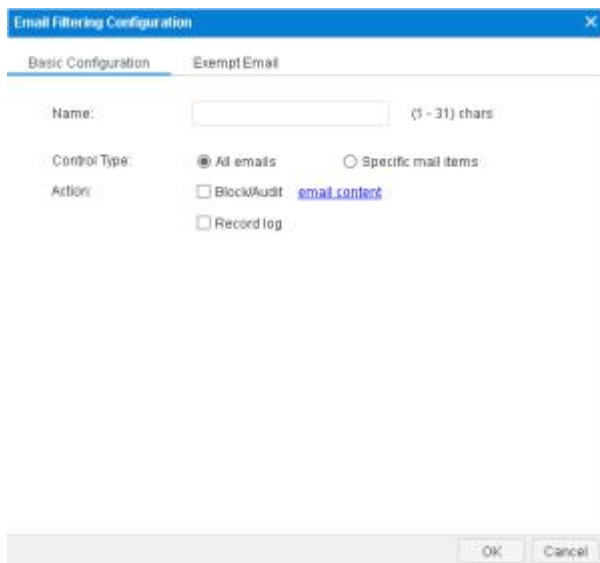 Email Filtering Configuration
Basic Configuration Exempt Email
Name: (1 - 31) chars
Control Type: All emails Specific mail items
Action: Block/Audit email content
Record log
OK Cancel